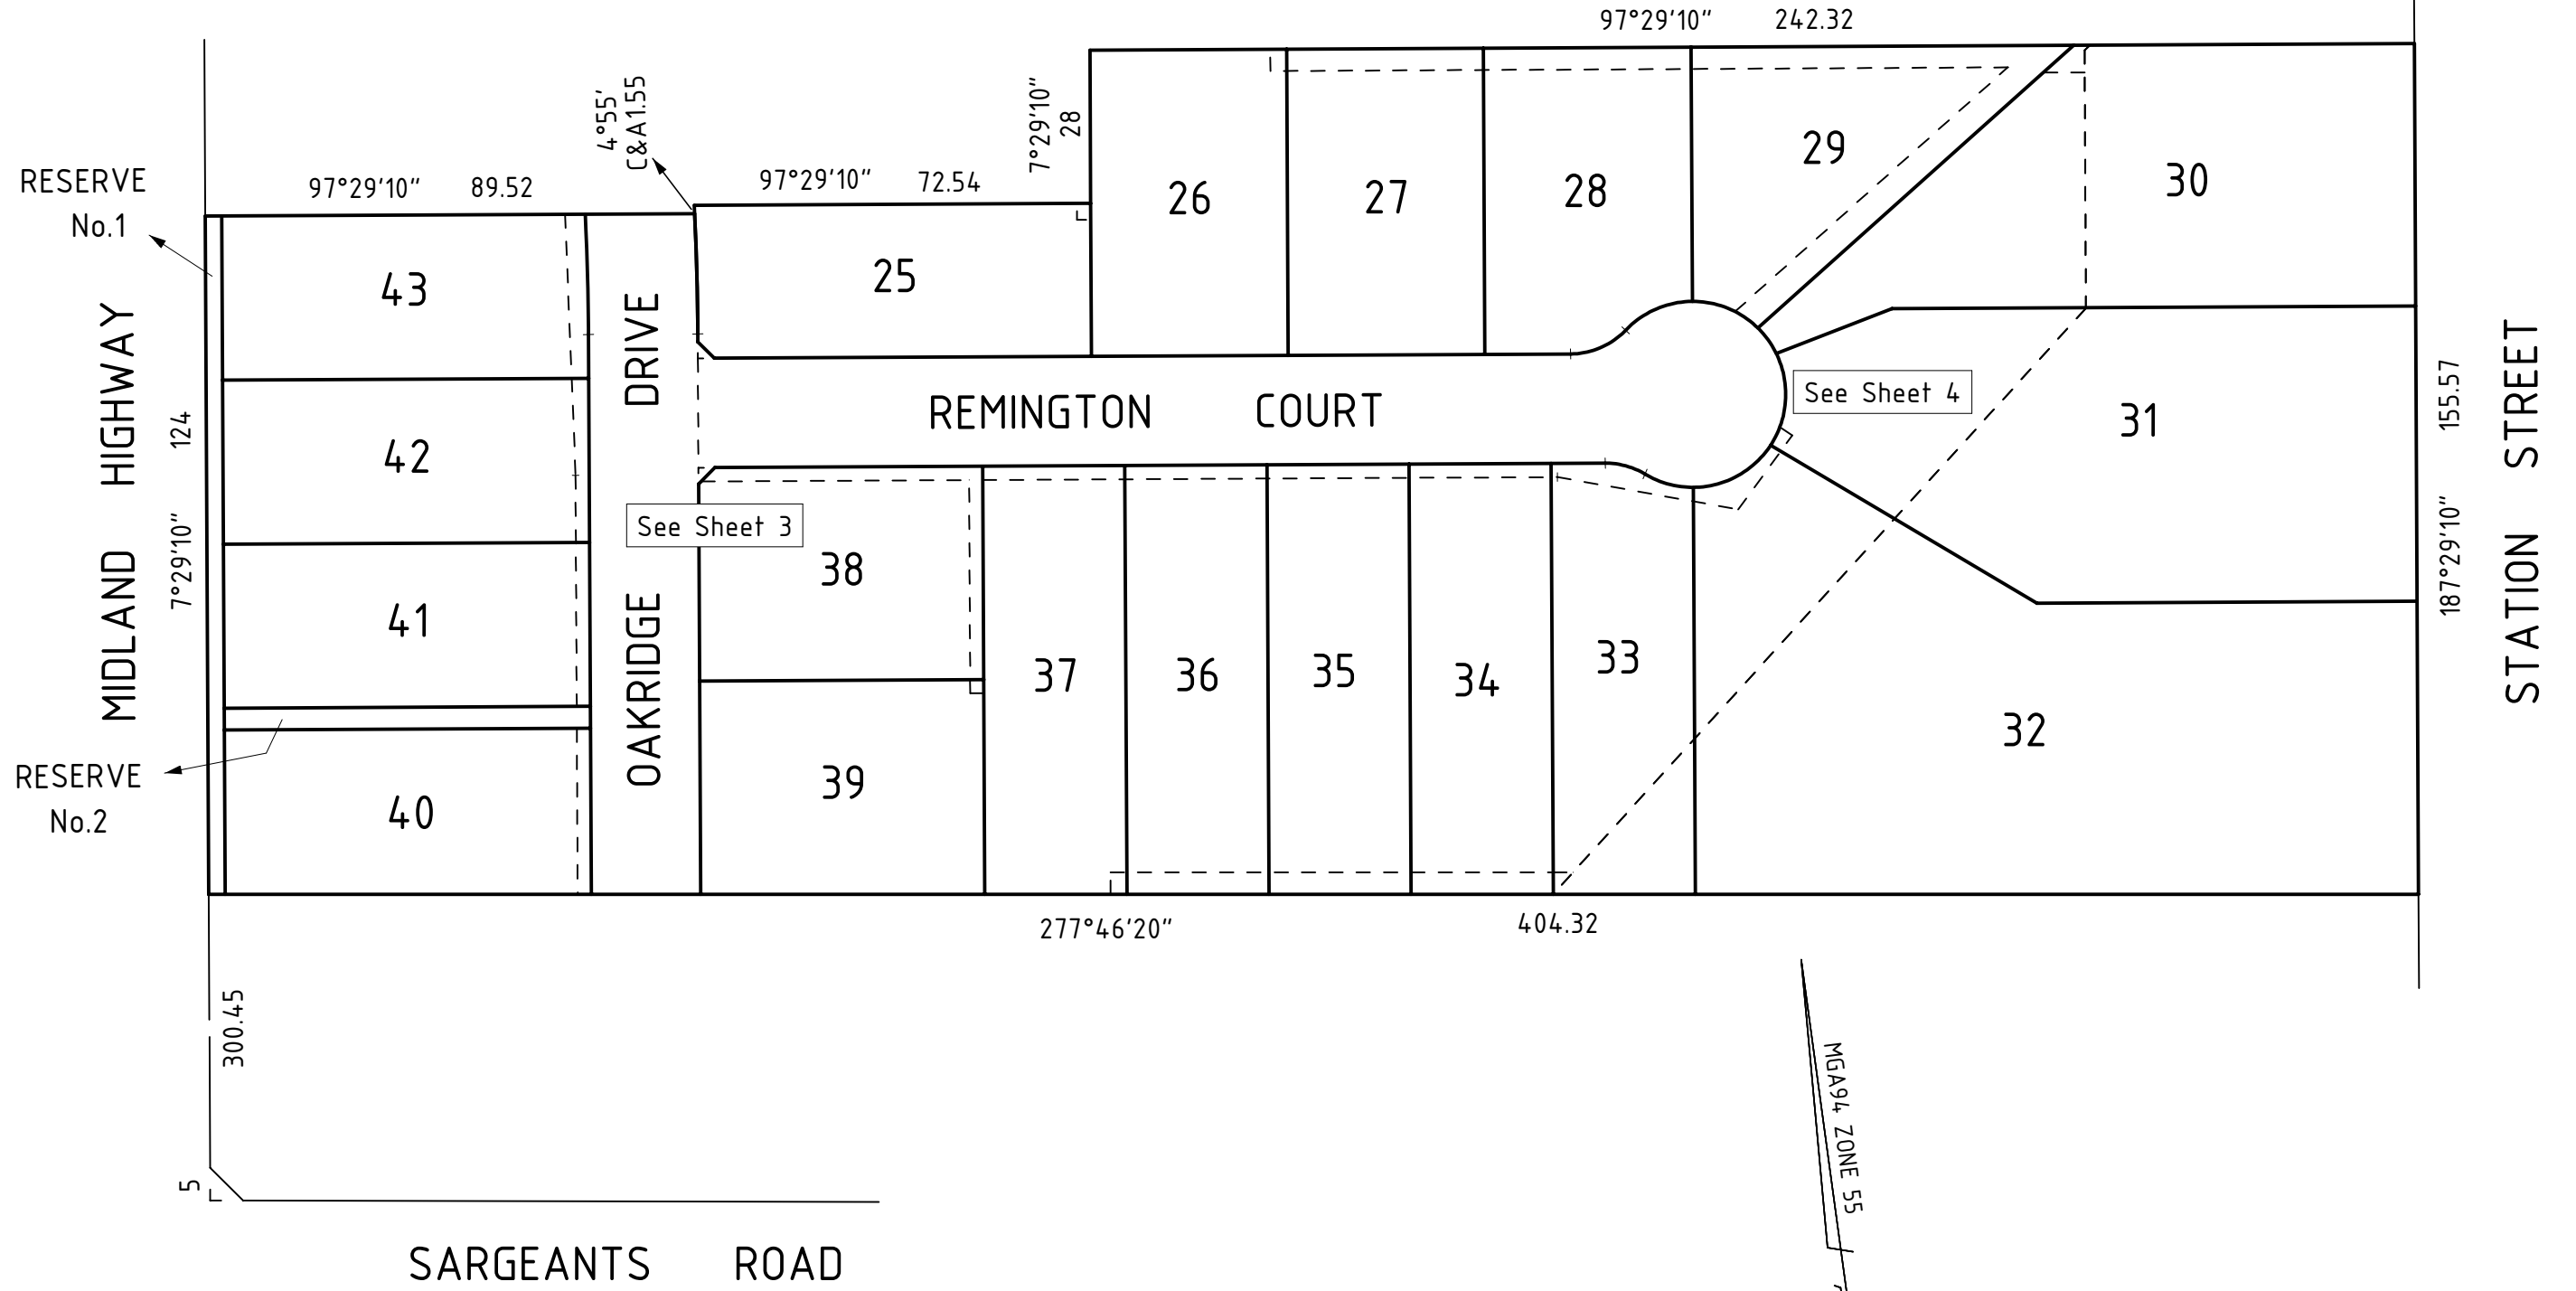 97°29'10" 242.32
4°55'
C&A1.55
7°29'10"
28
RESERVE
No.1
97°29'10" 89.52
97°29'10" 72.54
26
27
28
29
30
43
25
MIDLAND HIGHWAY
7°29'10" 124
OAKRIDGE DRIVE
REMINGTON COURT
See Sheet 4
31
187°29'10" 155.57
STATION STREET
42
See Sheet 3
38
41
37
36
35
34
33
32
RESERVE
No.2
40
39
277°46'20" 404.32
300.45
5
MGA94 ZONE 55
SARGEANTS ROAD